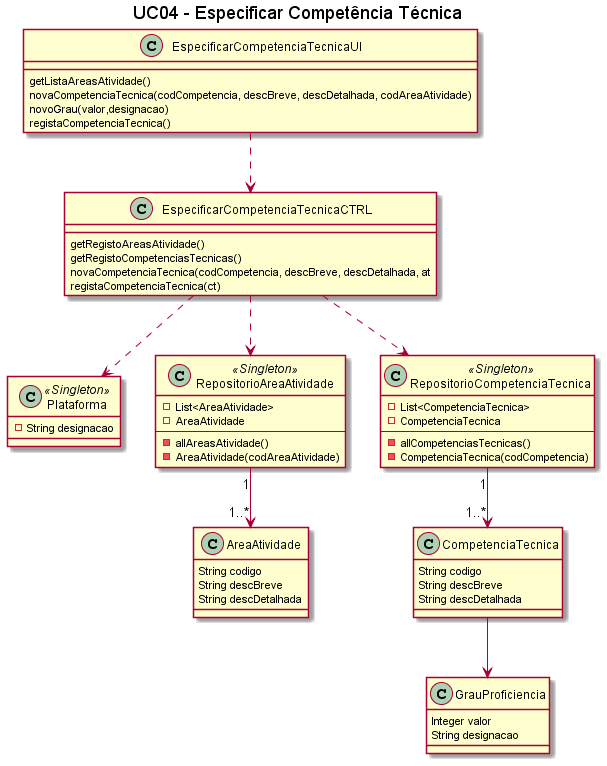 UC04 - Especificar Competência Técnica
C EspecificarCompetenciaTecnicaUI
getListaAreasAtividade()
novaCompetenciaTecnica(codCompetencia, descBreve, descDetalhada, codAreaAtividade)
novoGrau(valor,designacao)
registaCompetenciaTecnica()
C EspecificarCompetenciaTecnicaCTRL
getRegistoAreasAtividade()
getRegistoCompetenciasTecnicas()
novaCompetenciaTecnica(codCompetencia, descBreve, descDetalhada, at
registaCompetenciaTecnica(ct)
C «Singleton»
Plataforma
String designacao
C «Singleton»
RepositorioAreaAtividade
List<AreaAtividade>
AreaAtividade
allAreasAtividade()
AreaAtividade(codAreaAtividade)
C «Singleton»
RepositorioCompetenciaTecnica
List<CompetenciaTecnica>
CompetenciaTecnica
allCompetenciasTecnicas()
CompetenciaTecnica(codCompetencia)
1
1..*
1
1..*
C AreaAtividade
String codigo
String descBreve
String descDetalhada
C CompetenciaTecnica
String codigo
String descBreve
String descDetalhada
C GrauProficiencia
Integer valor
String designacao